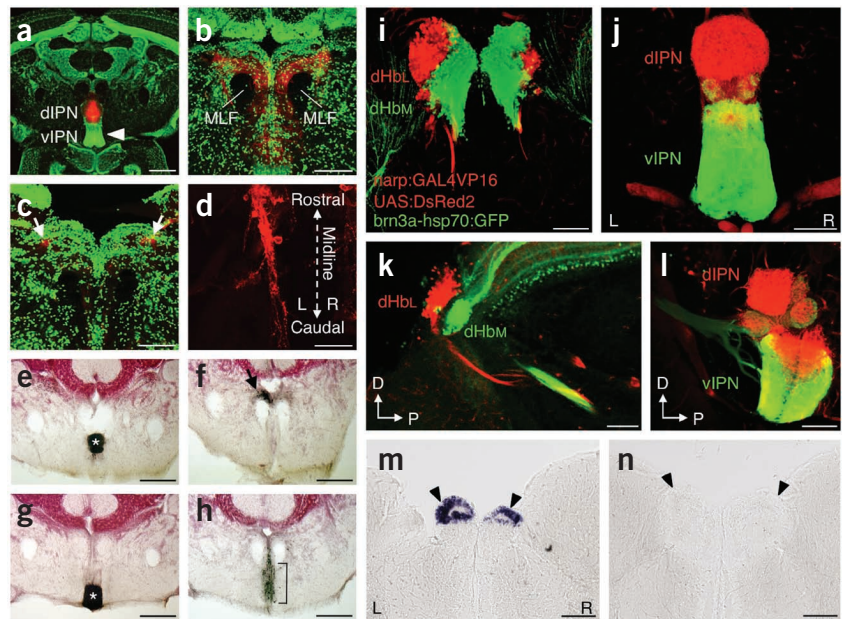 a
dIPN
vIPN
b
MLF
MLF
c
d
Rostral
Midline
L R
Caudal
e
*
f
g
*
h
i
dHbL
dHbM
narp:GAL4VP16
UAS:DsRed2
brn3a-hsp70:GFP
j
dIPN
vIPN
L
R
k
dHbL
dHbM
D
P
l
dIPN
vIPN
D
P
m
L
R
n